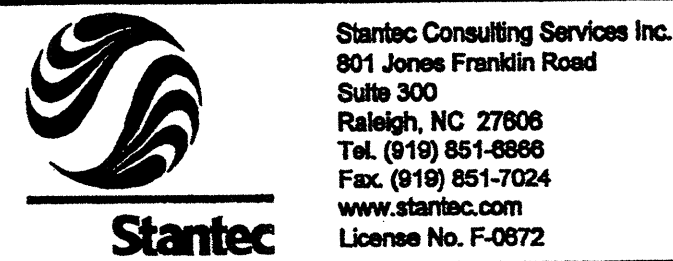 Stantec
Stantec Consulting Services Inc.
801 Jones Franklin Road
Suite 300
Raleigh, NC 27606
Tel. (919) 851-6866
Fax. (919) 851-7024
www.stantec.com
License No. F-0672